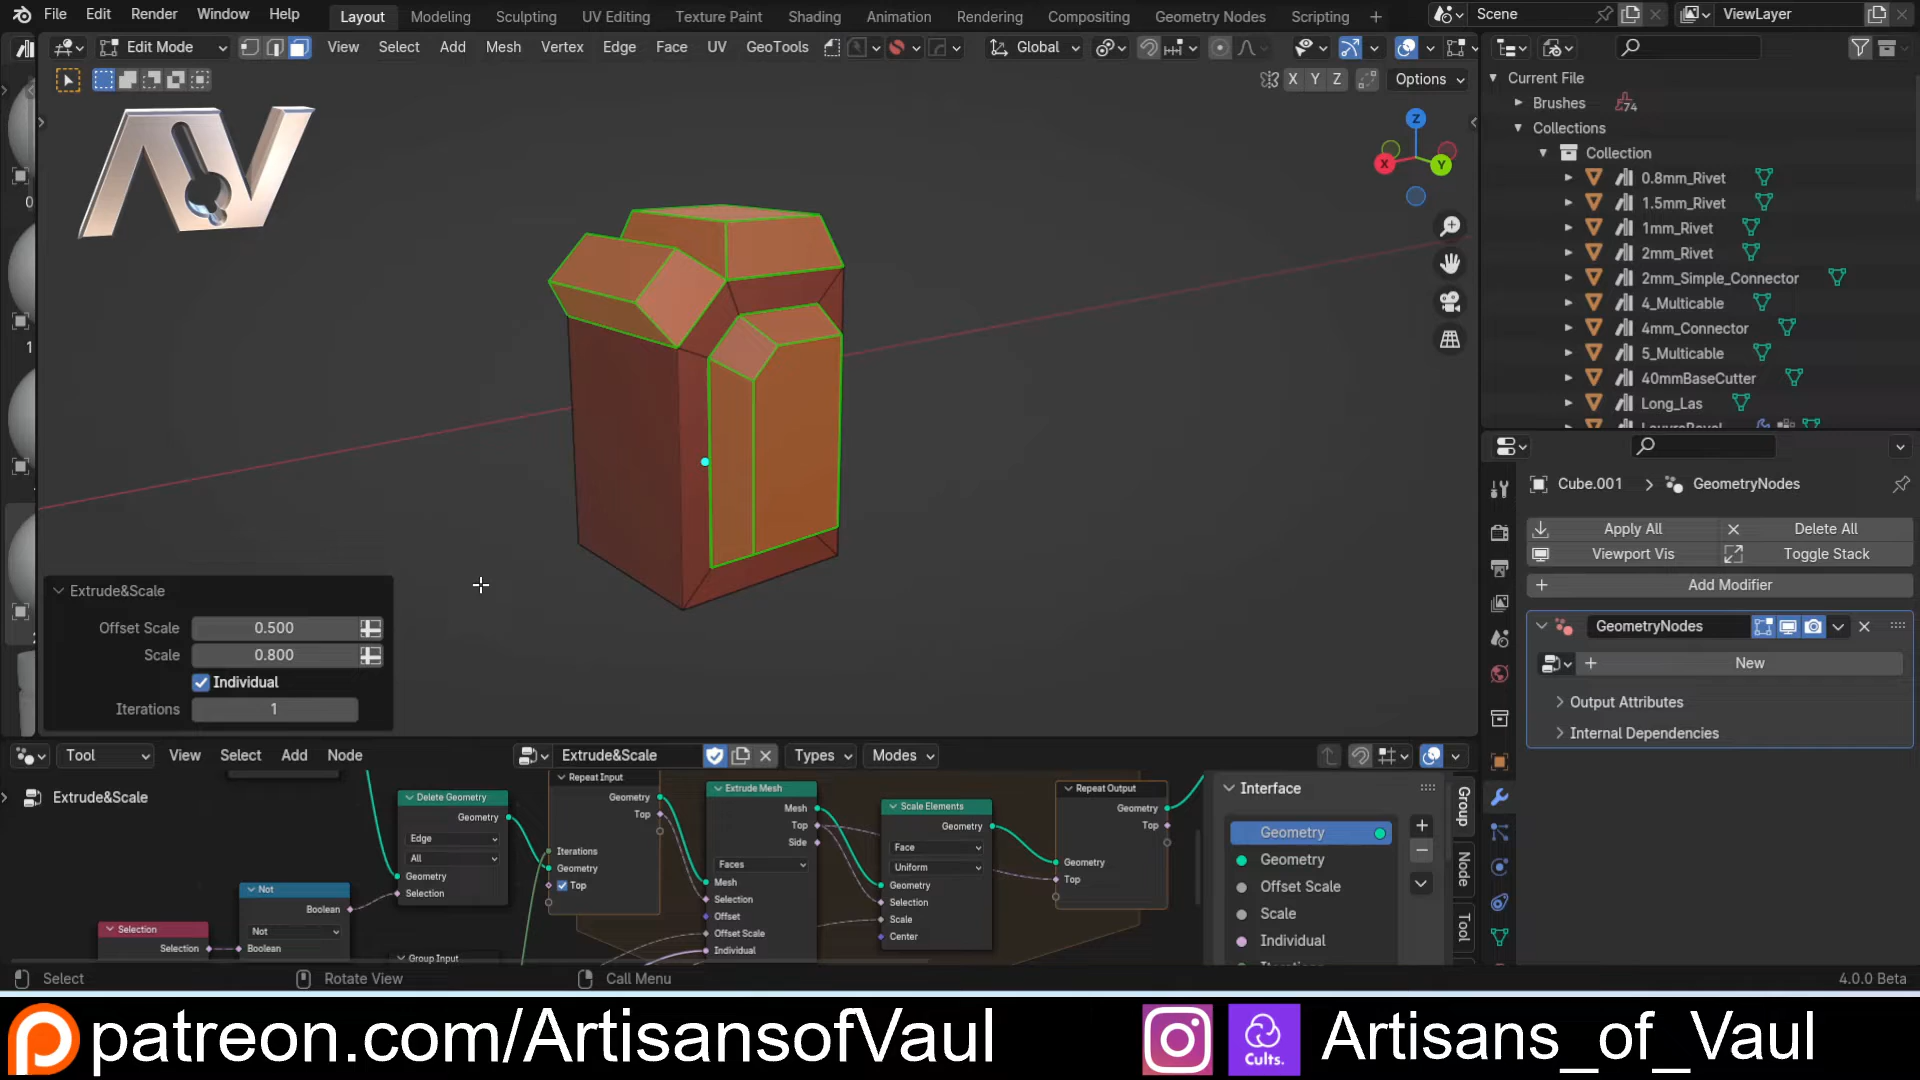 File Edit Render Window Help Layout Modeling Sculpting UV Editing Texture Paint Shading Animation Rendering Compositing Geometry Nodes Scripting + Scene ViewLayer
Edit Mode View Select Add Mesh Vertex Edge Face UV GeoTools Global
X Y Z Options
AV
Z
X Y
Current File
Brushes 74
Collections
Collection
0.8mm_Rivet
1.5mm_Rivet
1mm_Rivet
2mm_Rivet
2mm_Simple_Connector
4_Multicable
4mm_Connector
5_Multicable
40mmBaseCutter
Long_Las
0
1
Cube.001 GeometryNodes
Apply All Delete All
Viewport Vis Toggle Stack
Add Modifier
GeometryNodes
New
Output Attributes
Internal Dependencies
Extrude&Scale
Offset Scale 0.500
Scale 0.800
Individual
Iterations 1
Tool View Select Add Node Extrude&Scale Types Modes
Extrude&Scale
Delete Geometry
Geometry
Edge
All
Geometry
Selection
Not
Boolean
Not
Boolean
Selection
Selection
Group Input
Repeat Input
Geometry
Top
Iterations
Geometry
Top
Extrude Mesh
Mesh
Top
Side
Faces
Mesh
Selection
Offset
Offset Scale
Individual
Scale Elements
Geometry
Face
Uniform
Geometry
Selection
Scale
Center
Repeat Output
Geometry
Top
Geometry
Top
Interface
Geometry
Geometry
Offset Scale
Scale
Individual
Group
Node
Tool
Select Rotate View Call Menu 4.0.0 Beta
patreon.com/ArtisansofVaul Cults. Artisans_of_Vaul